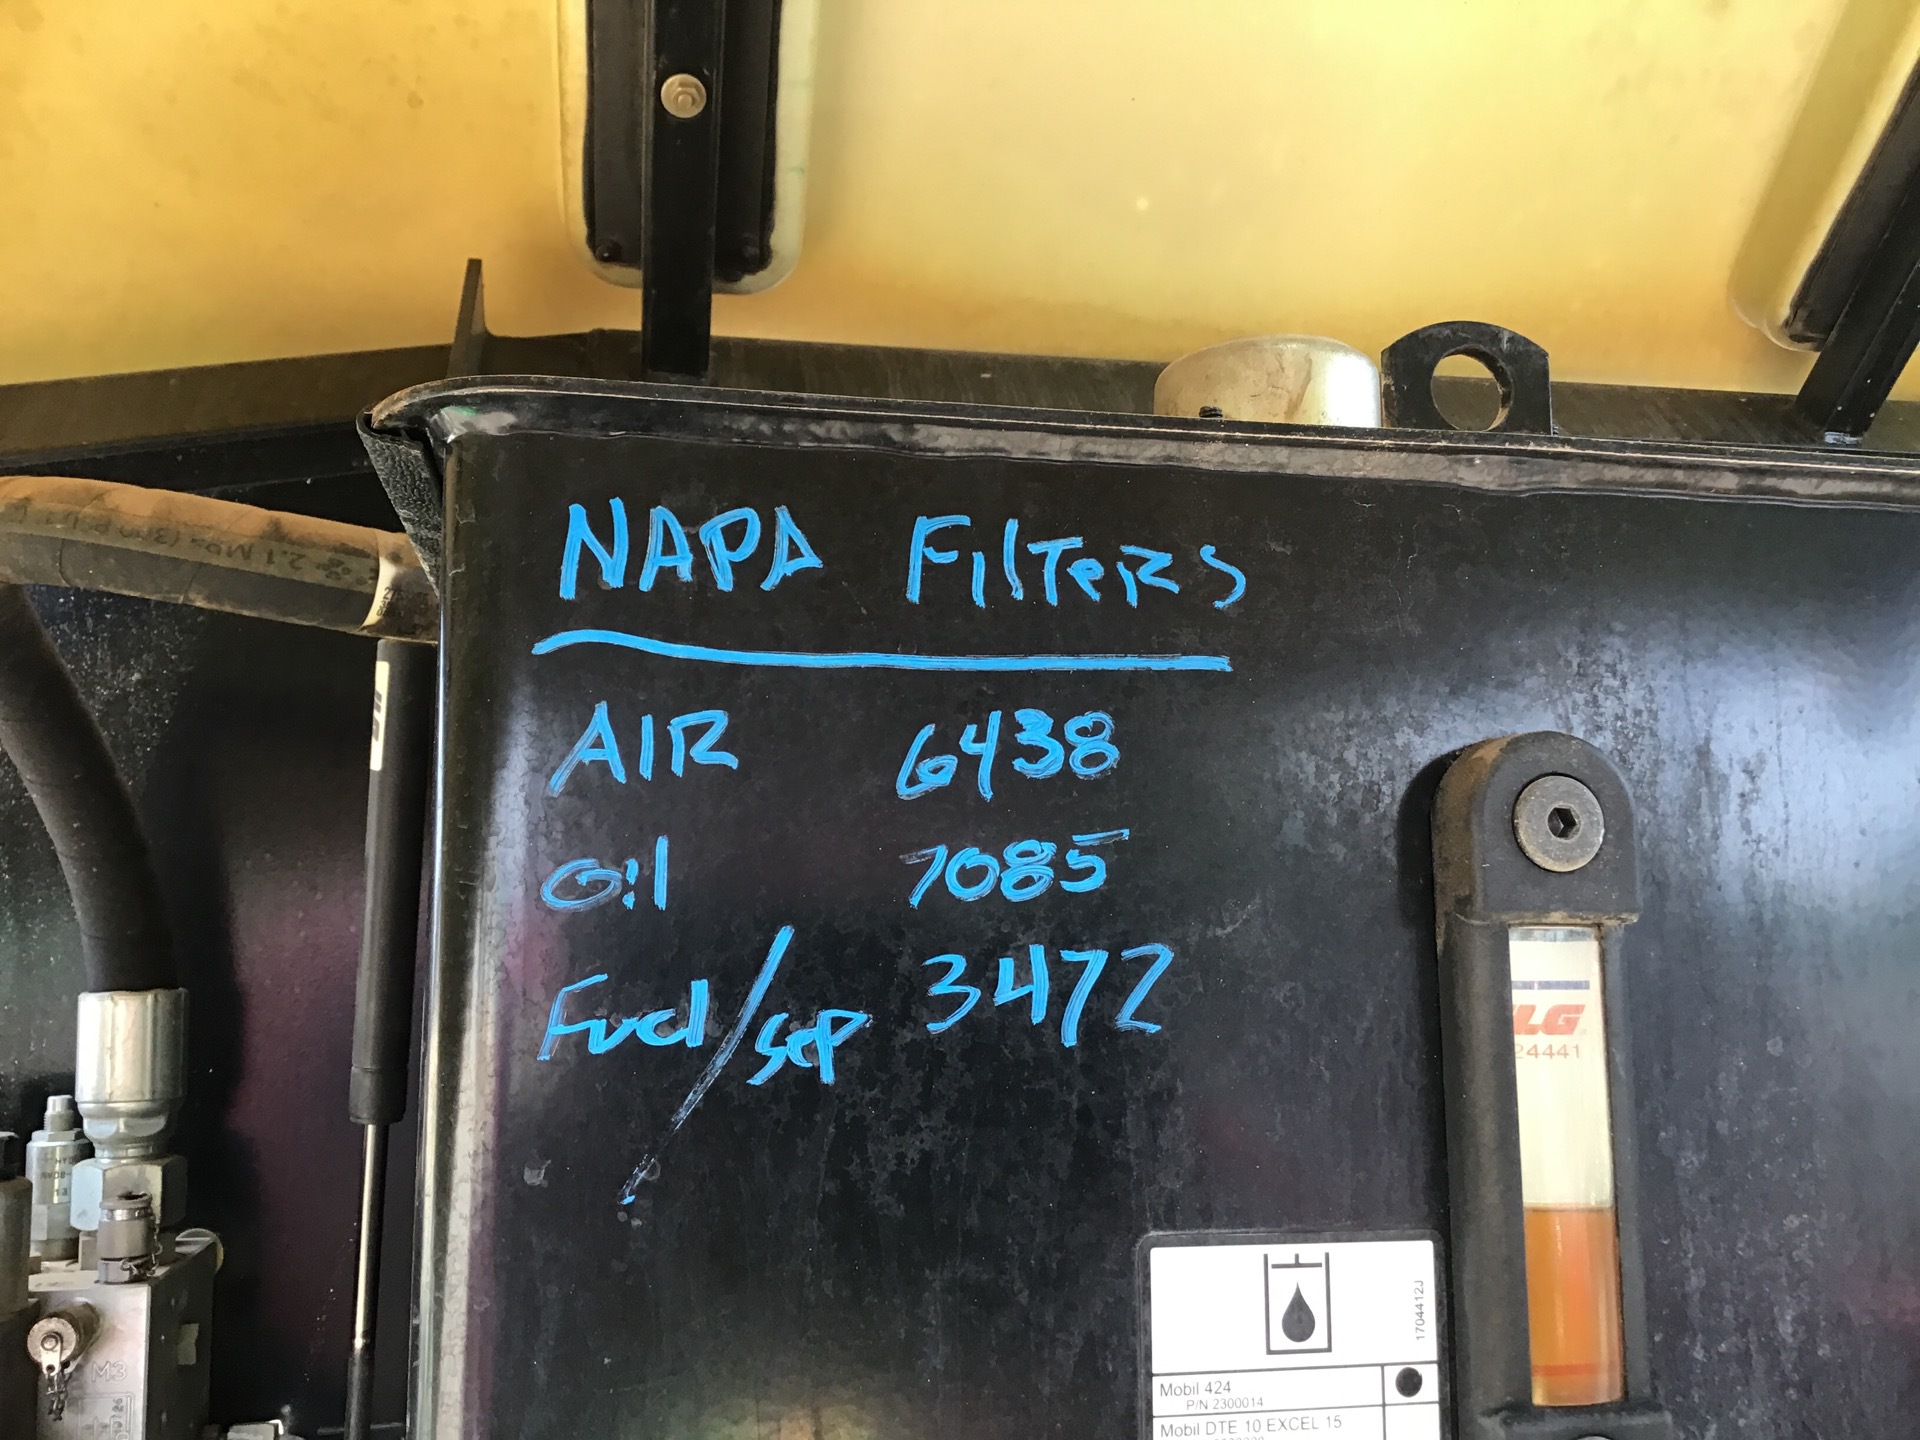 NAPA Filters
AIR 6438
Oil 7085
Fuel/sep 3472
LG
24441
1704412J
Mobil 424
P/N 2300014
Mobil DTE 10 EXCEL 15
M3